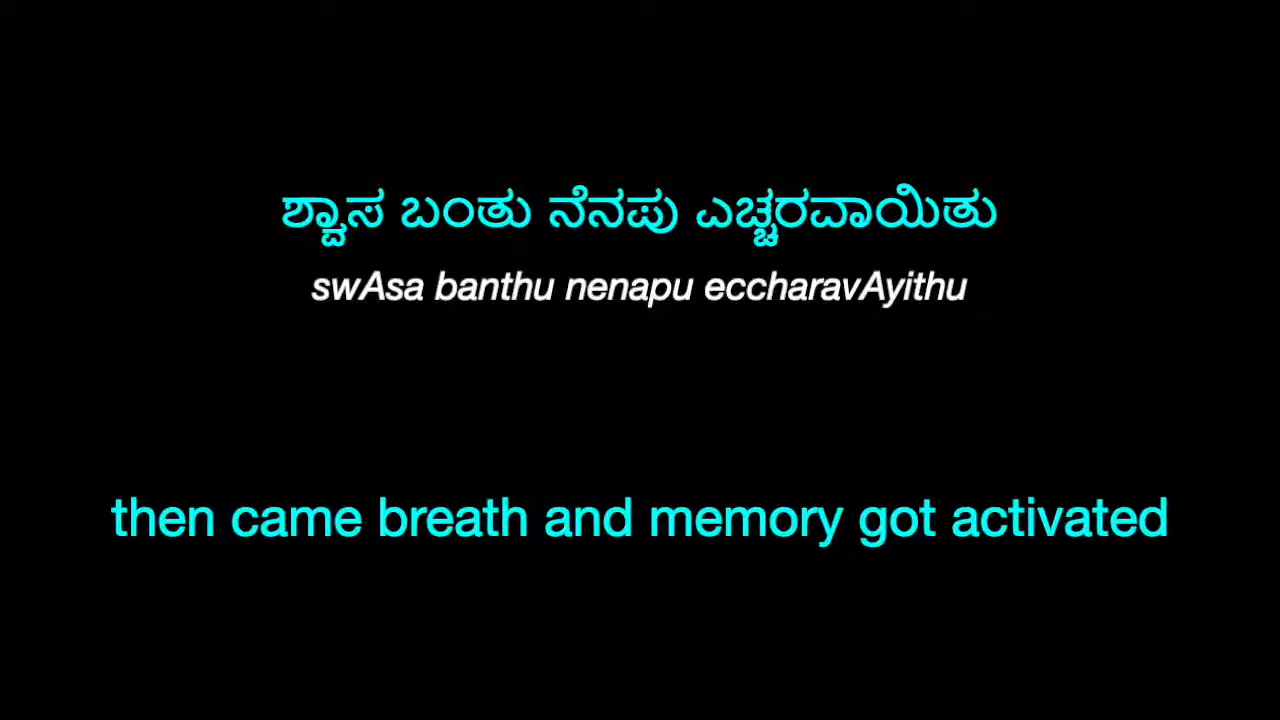 ಶ್ವಾಸ ಬಂತು ನೆನಪು ಎಚ್ಚರವಾಯಿತು
swAsa banthu nenapu eccharavAyithu
then came breath and memory got activated